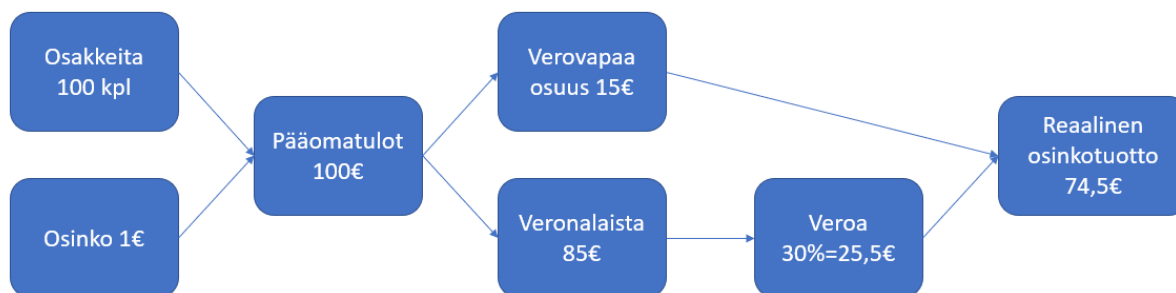 Osakkeita
100 kpl
Osinko 1€
Pääomatulot
100€
Verovapaa
osuus 15€
Veronalaista
85€
Veroa
30%=25,5€
Reaalinen
osinkotuotto
74,5€